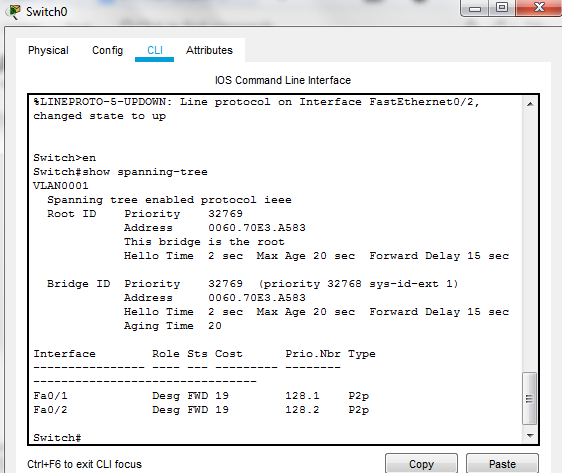 Switch0
Physical Config CLI Attributes
IOS Command Line Interface
%LINEPROTO-5-UPDOWN: Line protocol on Interface FastEthernet0/2,
changed state to up
Switch>en
Switch#show spanning-tree
VLAN0001
  Spanning tree enabled protocol ieee
  Root ID    Priority    32769
             Address     0060.70E3.A583
             This bridge is the root
             Hello Time  2 sec  Max Age 20 sec  Forward Delay 15 sec
  Bridge ID  Priority    32769  (priority 32768 sys-id-ext 1)
             Address     0060.70E3.A583
             Hello Time  2 sec  Max Age 20 sec  Forward Delay 15 sec
             Aging Time  20
Interface        Role Sts Cost      Prio.Nbr Type
---------------- ---- --- --------- -------- 
--------------------------------
Fa0/1            Desg FWD 19        128.1    P2p
Fa0/2            Desg FWD 19        128.2    P2p
Switch#
Ctrl+F6 to exit CLI focus
Copy Paste